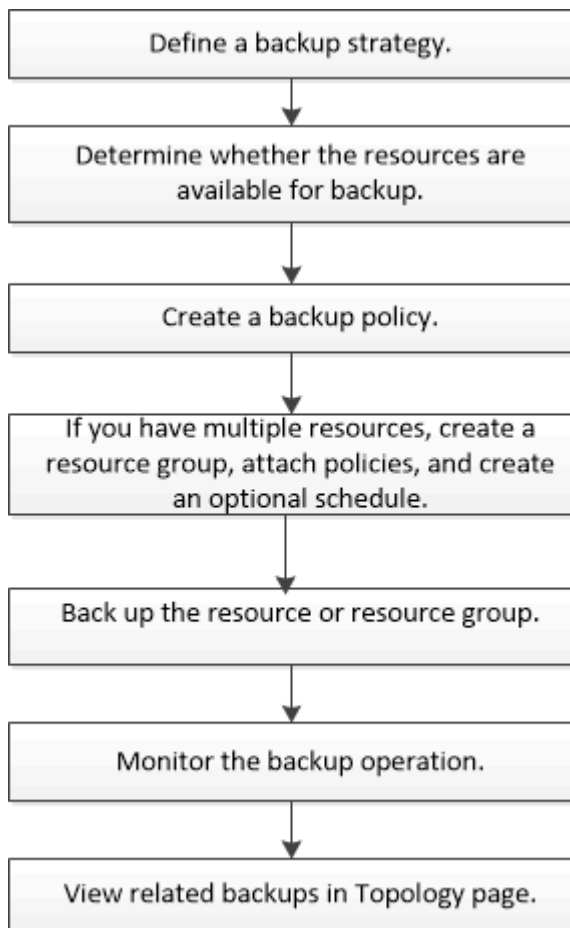 Define a backup strategy.
Determine whether the resources are
available for backup.
Create a backup policy.
If you have multiple resources, create a
resource group, attach policies, and create
an optional schedule.
Back up the resource or resource group.
Monitor the backup operation.
View related backups in Topology page.